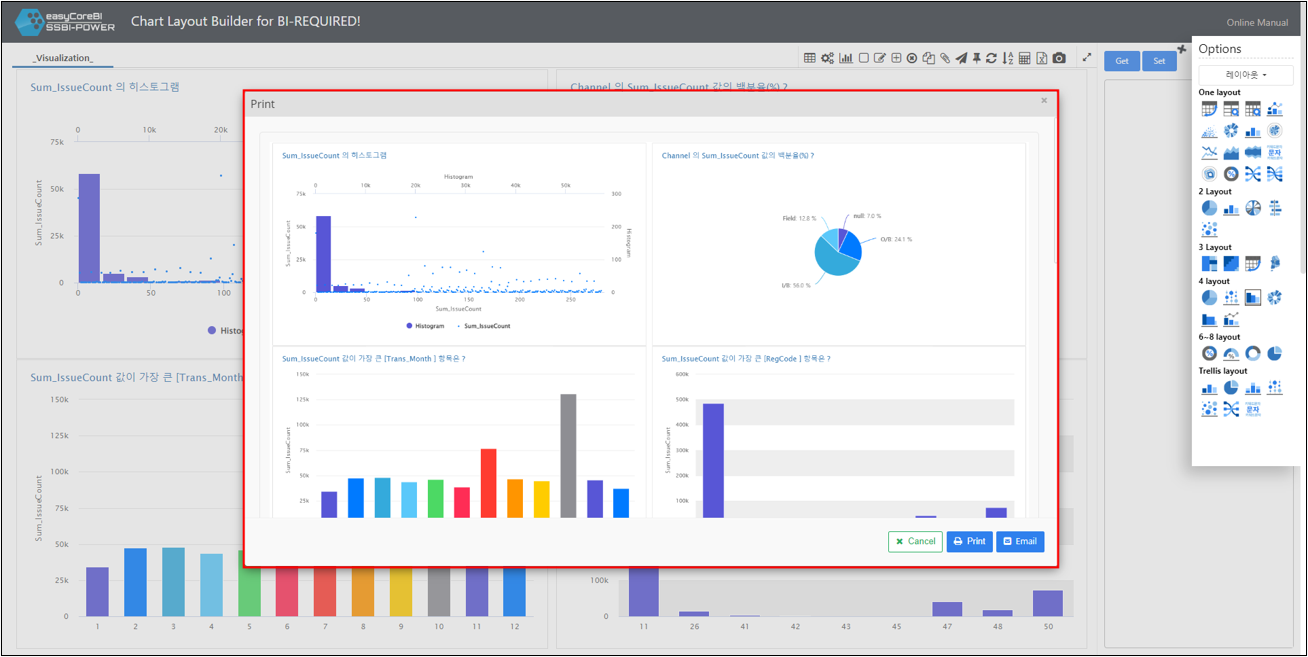 easyCoreBI
SSBI-POWER
Chart Layout Builder for BI-REQUIRED!
Online Manual
_Visualization_
Get
Set
Options
레이아웃
One layout
2 Layout
3 Layout
4 layout
6~8 layout
Trellis layout
Sum_IssueCount 의 히스토그램
Channel 의 Sum_IssueCount 값의 백분율(%) ?
0 10k 20k
75k
50k
25k
0
Sum_IssueCount
0 50 100
Histo
Print
×
Sum_IssueCount 의 히스토그램
Histogram
0 10k 20k 30k 40k 50k
75k 300
50k 200
25k 100
0 0
Sum_IssueCount
Histogram
0 50 100 150 200 250
Sum_IssueCount
Histogram Sum_IssueCount
Channel 의 Sum_IssueCount 값의 백분율(%) ?
Field: 12.8 %
null: 7.0 %
O/B: 24.1 %
I/B: 56.0 %
Sum_IssueCount 값이 가장 큰 [Trans_Month ] 항목은 ?
150k
125k
100k
75k
50k
25k
Sum_IssueCount
Sum_IssueCount 값이 가장 큰 [RegCode ] 항목은 ?
600k
500k
400k
300k
200k
100k
Sum_IssueCount
Cancel
Print
Email
Sum_IssueCount 값이 가장 큰 [Trans_Month
150k
125k
100k
75k
50k
25k
0
Sum_IssueCount
1 2 3 4 5 6 7 8 9 10 11 12
100k
0
11 26 41 42 43 45 47 48 50